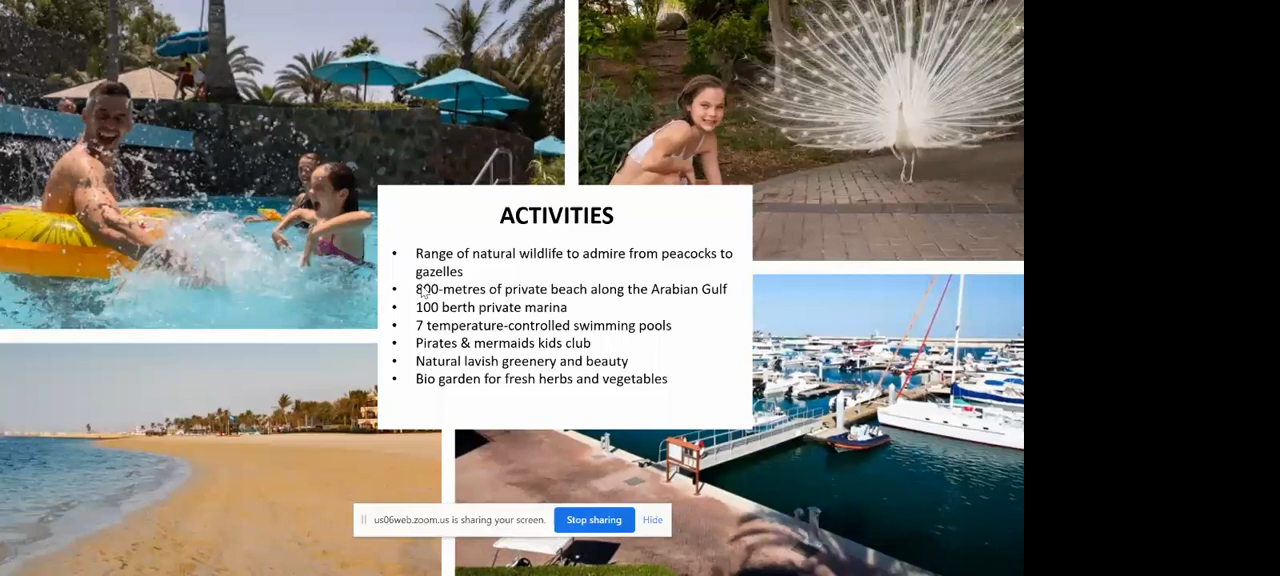 ACTIVITIES
• Range of natural wildlife to admire from peacocks to
gazelles
• 800-metres of private beach along the Arabian Gulf
• 100 berth private marina
• 7 temperature-controlled swimming pools
• Pirates & mermaids kids club
• Natural lavish greenery and beauty
• Bio garden for fresh herbs and vegetables
us06web.zoom.us is sharing your screen. Stop sharing Hide